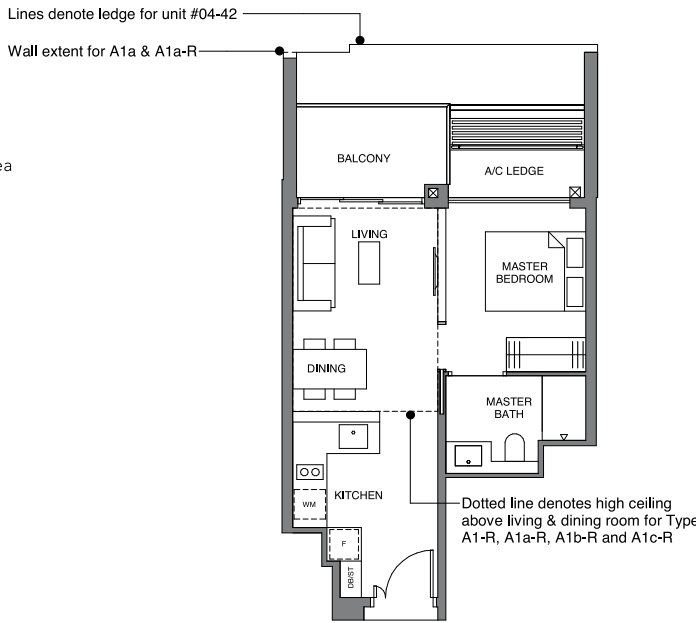 Lines denote ledge for unit #04-42
Wall extent for A1a & A1a-R
ea
BALCONY
A/C LEDGE
LIVING
MASTER
BEDROOM
DINING
MASTER
BATH
KITCHEN
WM
F
DB/ST
Dotted line denotes high ceiling
above living & dining room for Type
A1-R, A1a-R, A1b-R and A1c-R